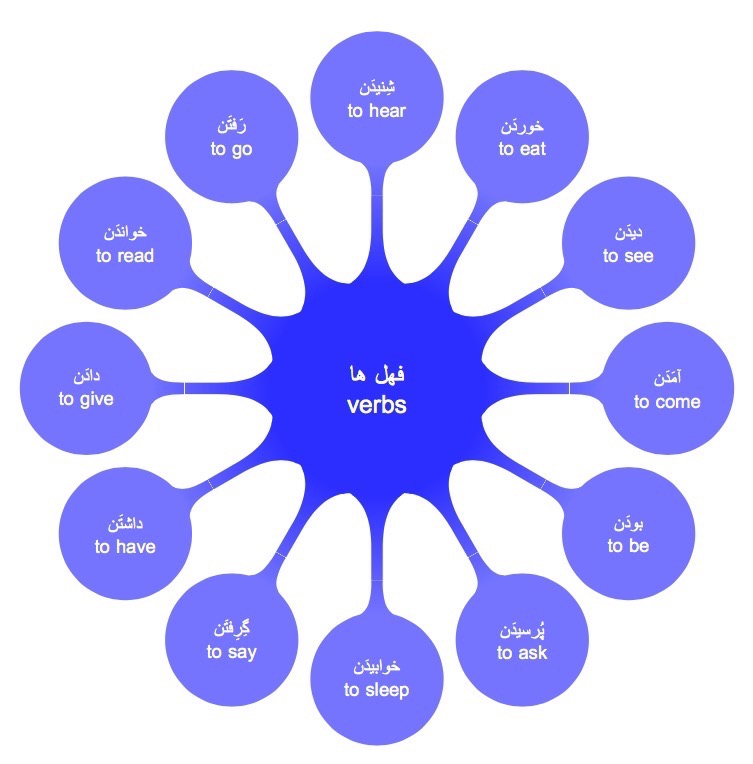 شِنیدَن
to hear
خوردَن
to eat
دیدَن
to see
آمَدَن
to come
بودَن
to be
پُرسیدَن
to ask
خوابیدَن
to sleep
گِرِفتَن
to say
داشتَن
to have
دادَن
to give
خواندَن
to read
رَفتَن
to go
فهل ها
verbs